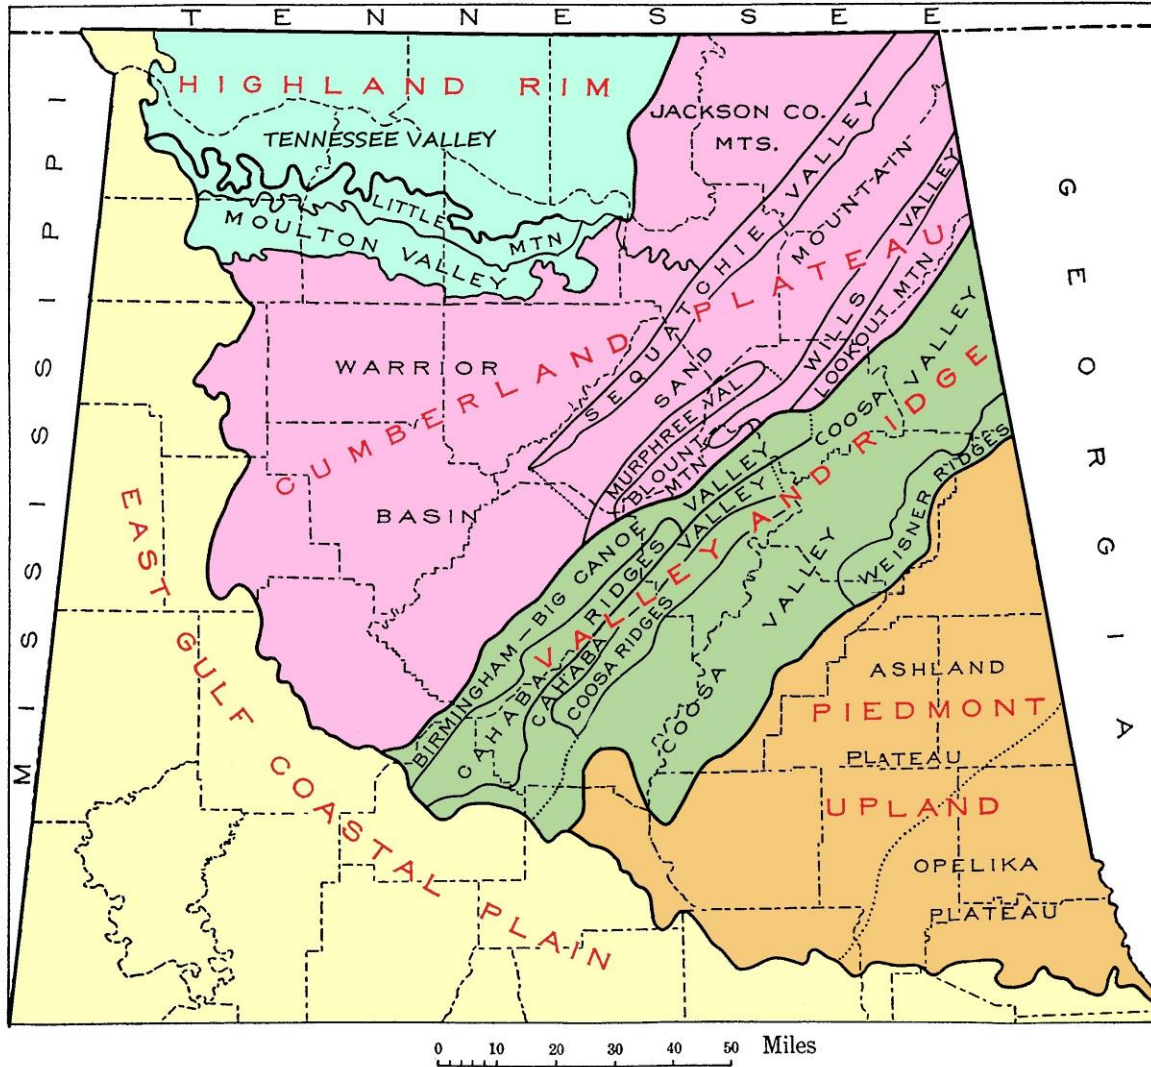 TENNESSEE
MISSISSIPPI
GEORGIA
HIGHLAND RIM
TENNESSEE VALLEY
LITTLE MTN
MOULTON VALLEY
JACKSON CO.
MTS.
CUMBERLAND PLATEAU
WARRIOR
BASIN
SEQUATCHIE VALLEY
SAND MOUNTAIN
MURPHREE VAL
BLOUNT
MTN
WILLS VALLEY
LOOKOUT MTN
VALLEY AND RIDGE
COOSA VALLEY
BIRMINGHAM-BIG CANOE VALLEY
CAHABA RIDGES
CAHABA VALLEY
COOSA RIDGES
COOSA VALLEY
WEISNER RIDGES
EAST GULF COASTAL PLAIN
PIEDMONT
UPLAND
ASHLAND
PLATEAU
OPELIKA
PLATEAU
0 10 20 30 40 50 Miles